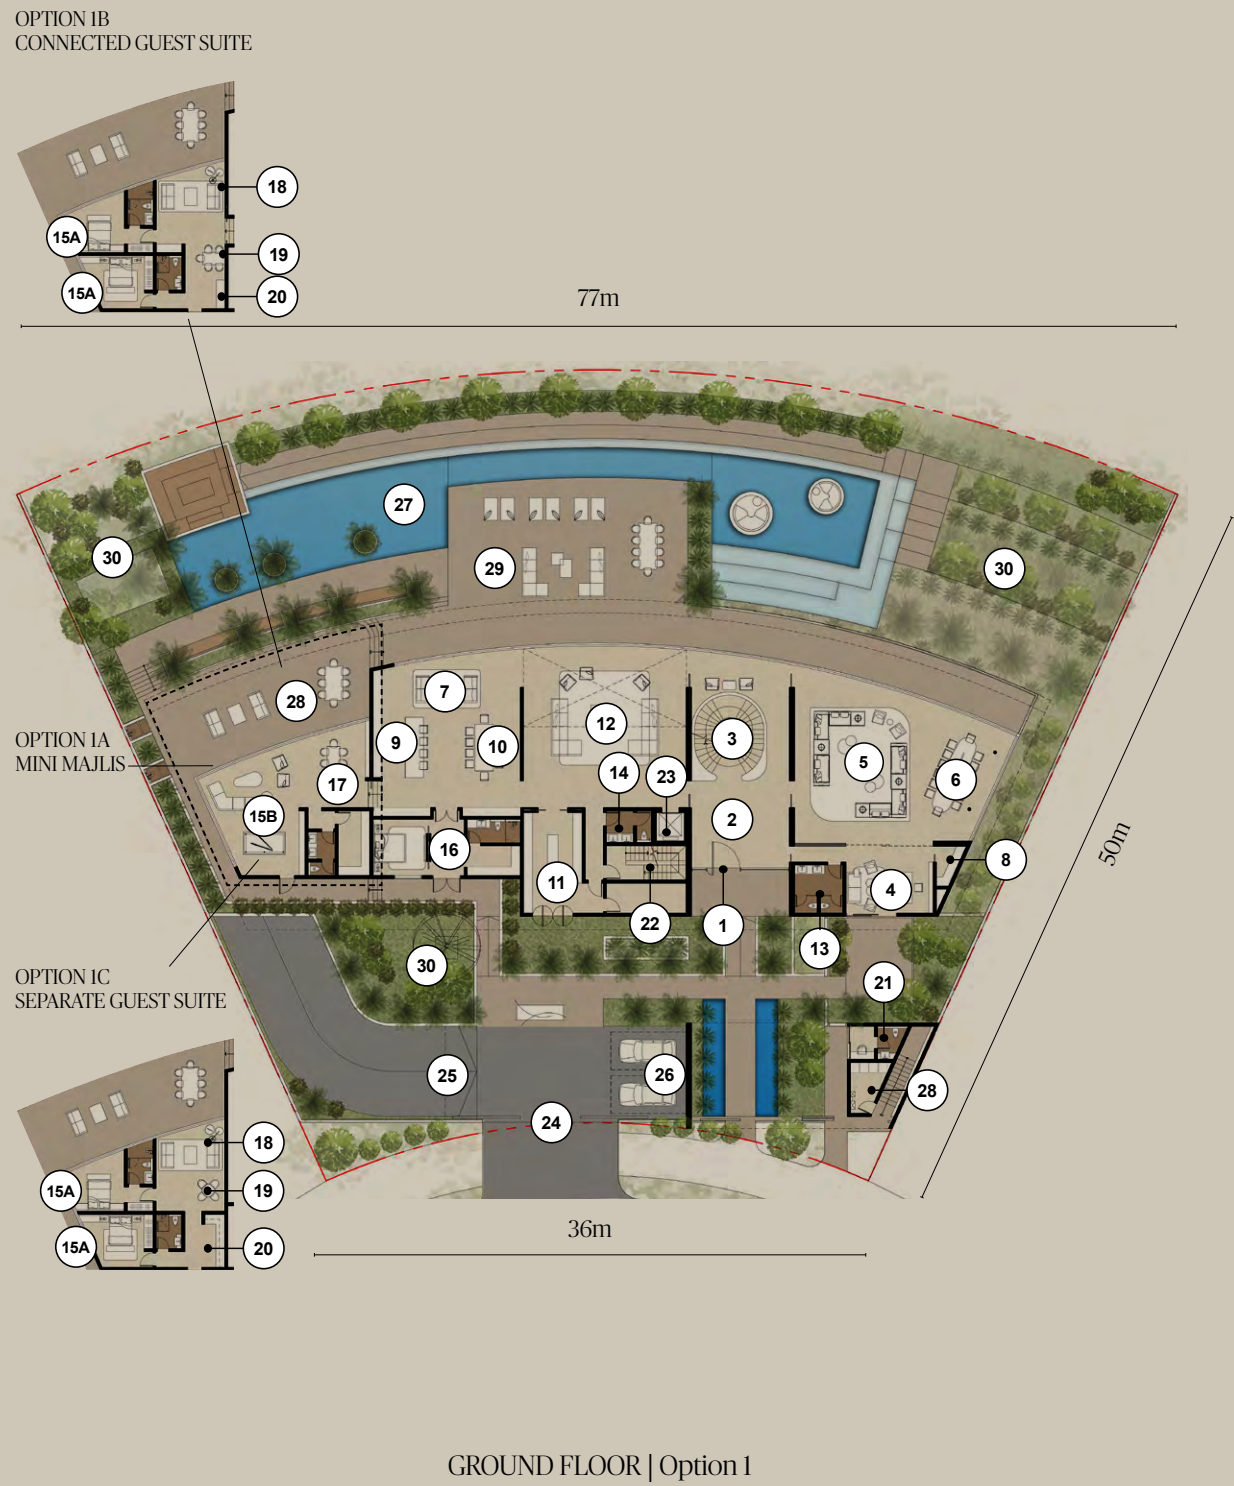 OPTION 1B
CONNECTED GUEST SUITE
18
15A
19
15A
20
77m
27
30
29
30
28
7
12
9
10
3
5
6
OPTION 1A
MINI MAJLIS
14
23
17
15B
2
16
8
11
4
22
1
13
30
OPTION 1C
SEPARATE GUEST SUITE
21
25
26
28
24
50m
18
15A
19
15A
20
36m
GROUND FLOOR | Option 1